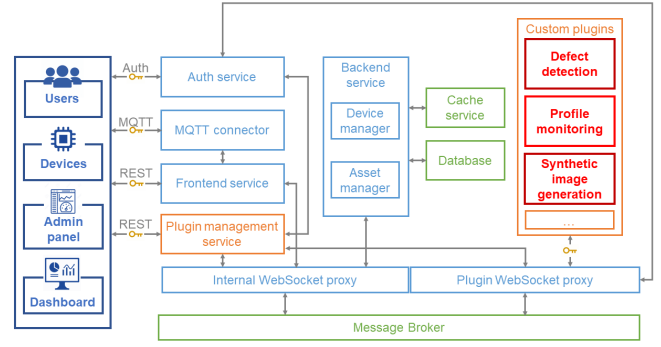 Custom plugins
Auth
Auth service
Backend
service
Defect
detection
Users
Cache
service
Device
manager
MQTT
MQTT connector
Profile
monitoring
Devices
Database
REST
Frontend service
Asset
manager
Synthetic
image
generation
Admin
panel
REST
Plugin management
service
...
Dashboard
Internal WebSocket proxy
Plugin WebSocket proxy
Message Broker